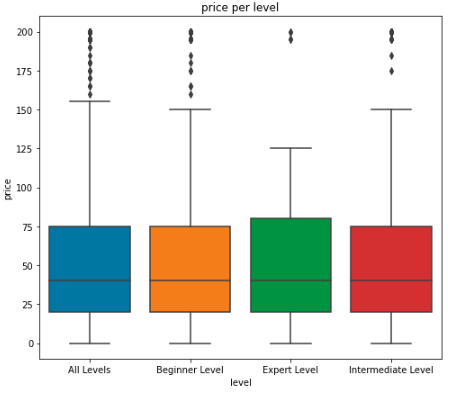 price per level
200
175
150
125
100
75
50
25
0
price
All Levels Beginner Level Expert Level Intermediate Level
level